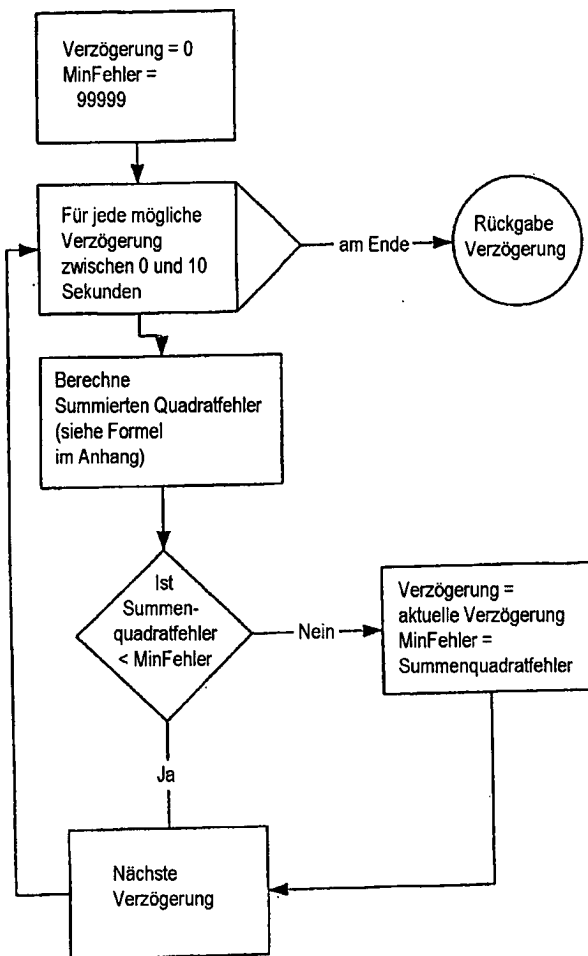 Verzögerung = 0
MinFehler =
99999
Für jede mögliche
Verzögerung
zwischen 0 und 10
Sekunden
am Ende
Rückgabe
Verzögerung
Berechne
Summierten Quadratfehler
(siehe Formel
im Anhang)
Ist
Summen-
quadratfehler
< MinFehler
Nein
Verzögerung =
aktuelle Verzögerung
MinFehler =
Summenquadratfehler
Ja
Nächste
Verzögerung